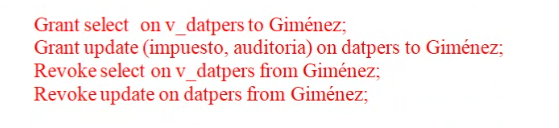 Grant select on v_datpers to Giménez;
Grant update (impuesto, auditoria) on datpers to Giménez;
Revoke select on v_datpers from Giménez;
Revoke update on datpers from Giménez;